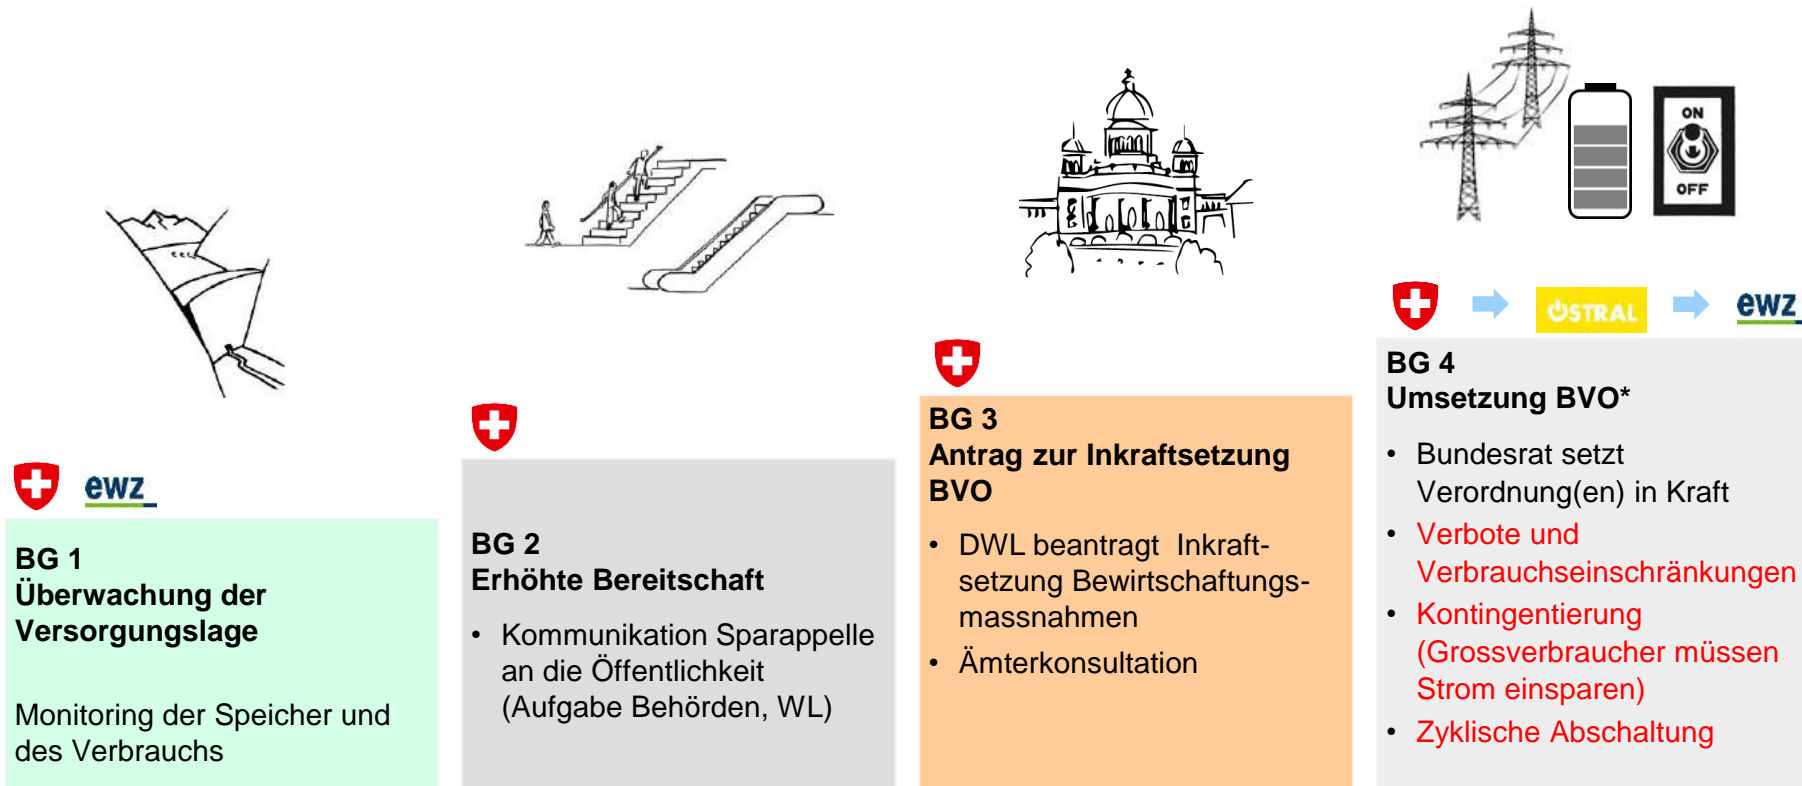 ewz
BG 1
Überwachung der
Versorgungslage
Monitoring der Speicher und
des Verbrauchs
BG 2
Erhöhte Bereitschaft
• Kommunikation Sparappelle
an die Öffentlichkeit
(Aufgabe Behörden, WL)
BG 3
Antrag zur Inkraftsetzung
BVO
• DWL beantragt Inkraft-
setzung Bewirtschaftungs-
massnahmen
• Ämterkonsultation
ON
OFF
OSTRAL
ewz
BG 4
Umsetzung BVO*
• Bundesrat setzt
Verordnung(en) in Kraft
• Verbote und
Verbrauchseinschränkungen
• Kontingentierung
(Grossverbraucher müssen
Strom einsparen)
• Zyklische Abschaltung